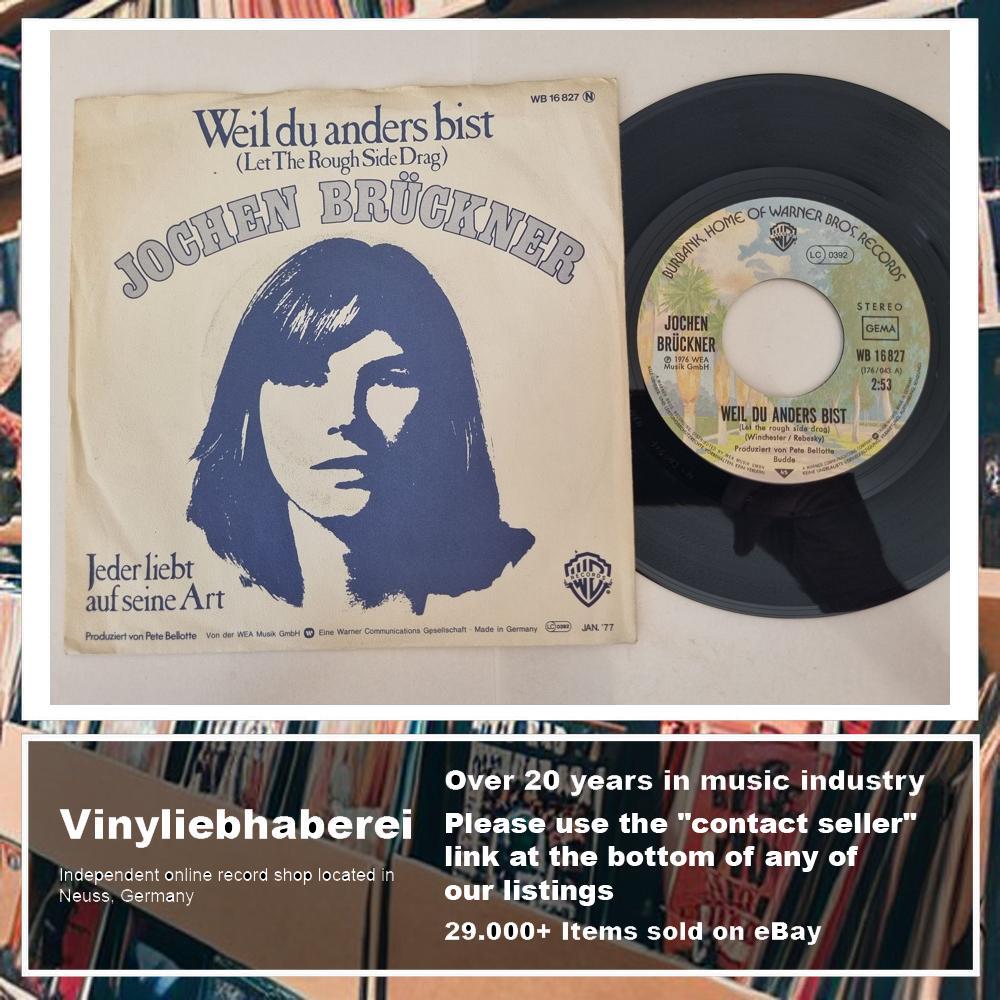 WB 16 827 N
Weil du anders bist
(Let The Rough Side Drag)
JOCHEN BRÜCKNER
Jeder liebt
auf seine Art
RECORDS
Produziert von Pete Bellotte Von der WEA Musik GmbH W Eine Warner Communications Gesellschaft · Made in Germany LC 0392 JAN. '77
BURBANK, HOME OF WARNER BROS. RECORDS
LC 0392
STEREO
GEMA
JOCHEN
BRÜCKNER
℗ 1976 WEA
Musik GmbH
WB 16827
(176/043 A)
2:53
WEIL DU ANDERS BIST
(Let the rough side drag)
(Winchester / Rebesky)
Produziert von Pete Bellotte
Budde
45
Vinyliebhaberei
Independent online record shop located in
Neuss, Germany
Over 20 years in music industry
Please use the "contact seller"
link at the bottom of any of
our listings
29.000+ Items sold on eBay